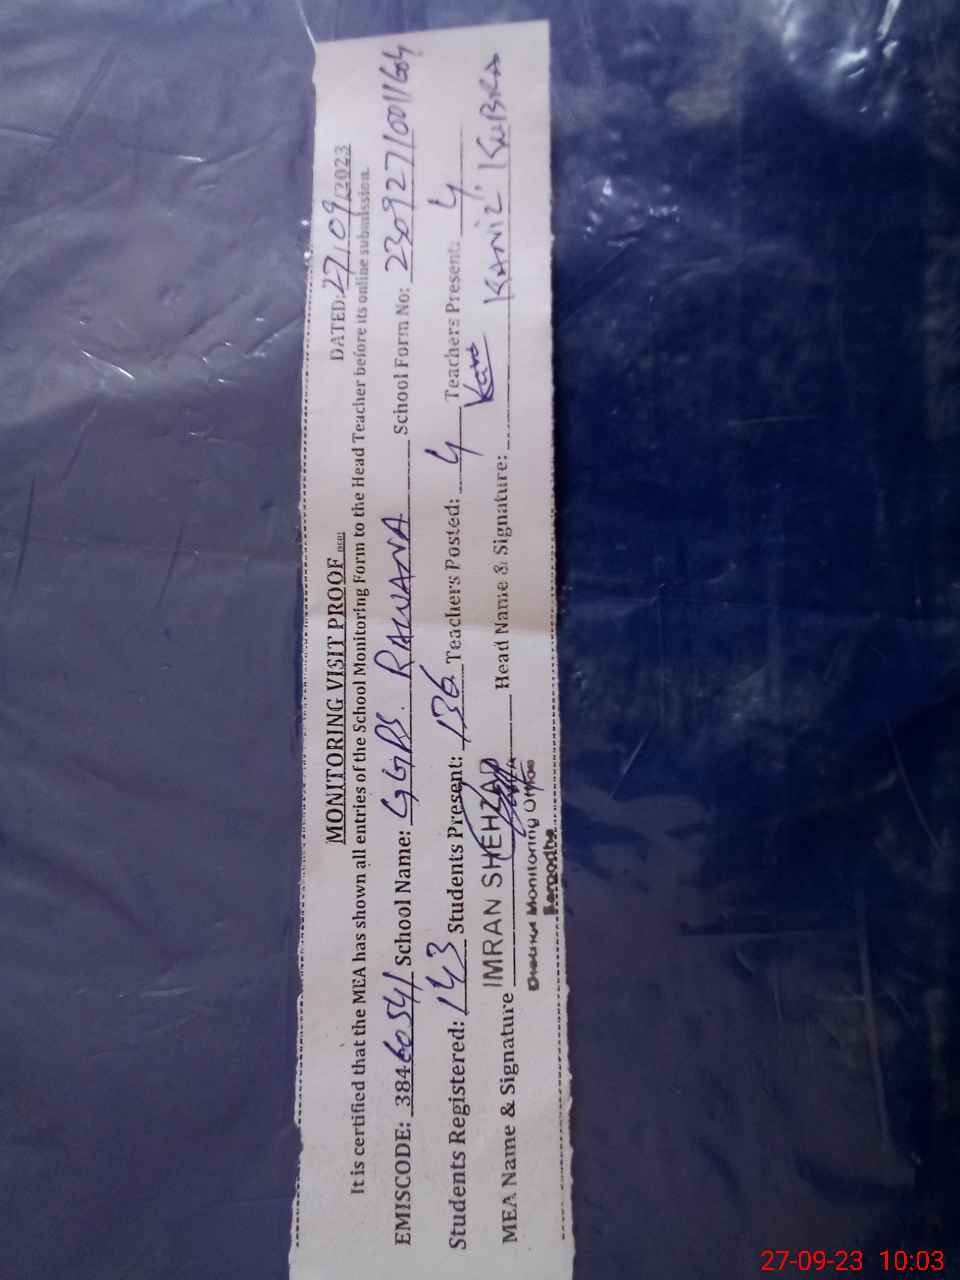 MONITORING VISIT PROOF
DATED: 27/09/2023
It is certified that the MEA has shown all entries of the School Monitoring Form to the Head Teacher before its online submission.
EMISCODE: 38460541 School Name: GGPS. RAWANA School Form No: 23092710011604
Students Registered: 143 Students Present: 136 Teachers Posted: 4 Teachers Present: 4
MEA Name & Signature IMRAN SHEHZAD Head Name & Signature: KANIZ KUBRA
District Monitoring Office
Sargodha
27-09-23 10:03